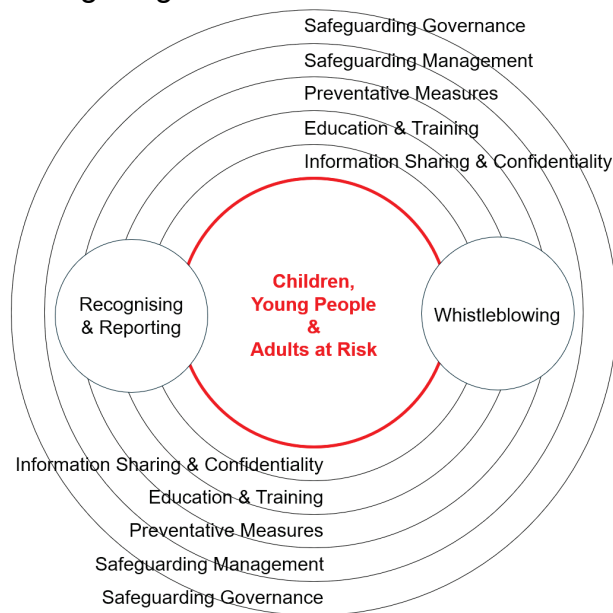 Safeguarding Governance
Safeguarding Management
Preventative Measures
Education & Training
Information Sharing & Confidentiality
Children,
Young People
&
Adults at Risk
Recognising
& Reporting
Whistleblowing
Information Sharing & Confidentiality
Education & Training
Preventative Measures
Safeguarding Management
Safeguarding Governance